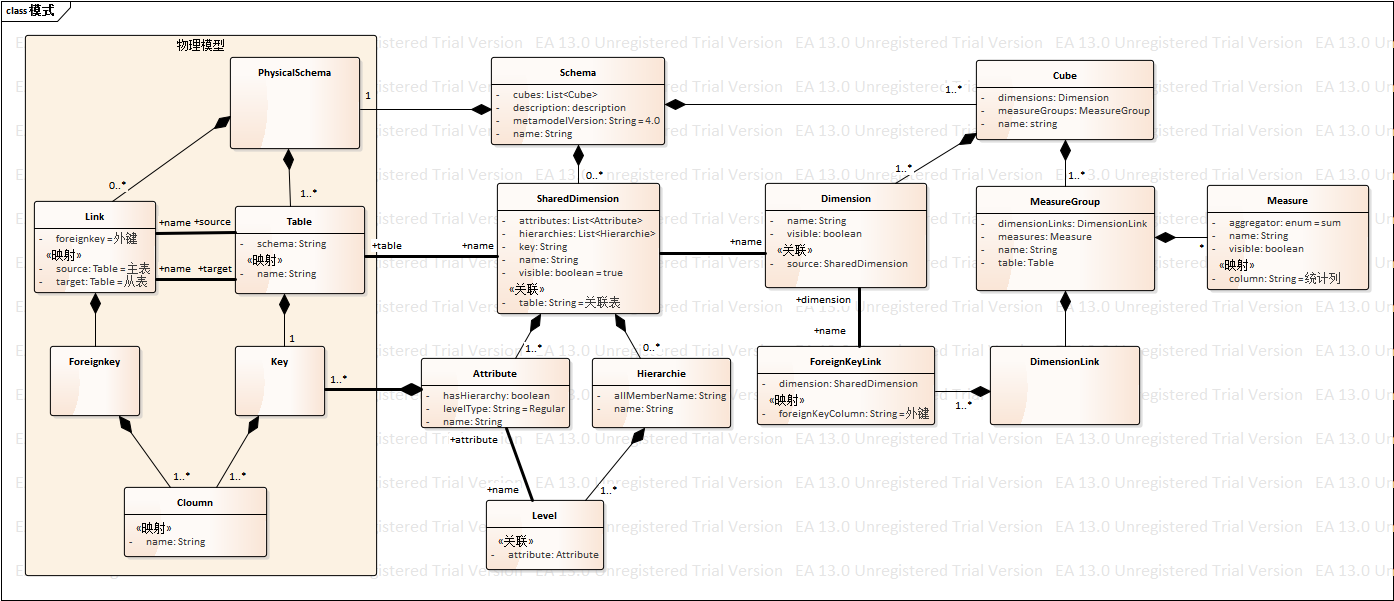 class 模式
物理模型
PhysicalSchema
Schema
- cubes: List<Cube>
- description: description
- metamodelVersion: String = 4.0
- name: String
Cube
- dimensions: Dimension
- measureGroups: MeasureGroup
- name: string
1
1..*
0..*
1..*
0..*
1..*
1..*
Link
- foreignkey = 外键
«映射»
- source: Table = 主表
- target: Table = 从表
+name +source
+name +target
Table
- schema: String
«映射»
- name: String
+table
+name
SharedDimension
- attributes: List<Attribute>
- hierarchies: List<Hierarchie>
- key: String
- name: String
- visible: boolean = true
«关联»
- table: String = 关联表
+name
Dimension
- name: String
- visible: boolean
«关联»
- source: SharedDimension
MeasureGroup
- dimensionLinks: DimensionLink
- measures: Measure
- name: String
- table: Table
*
Measure
- aggregator: enum = sum
- name: String
- visible: boolean
«映射»
- column: String = 统计列
+dimension
+name
1
1..*
0..*
Foreignkey
Key
1..*
Attribute
- hasHierarchy: boolean
- levelType: String = Regular
- name: String
Hierarchie
- allMemberName: String
- name: String
ForeignKeyLink
- dimension: SharedDimension
«映射»
- foreignKeyColumn: String = 外键
1..*
DimensionLink
+attribute
+name
1..*
1..*
1..*
Cloumn
«映射»
- name: String
Level
«关联»
- attribute: Attribute
EA 13.0 Unregistered Trial Version